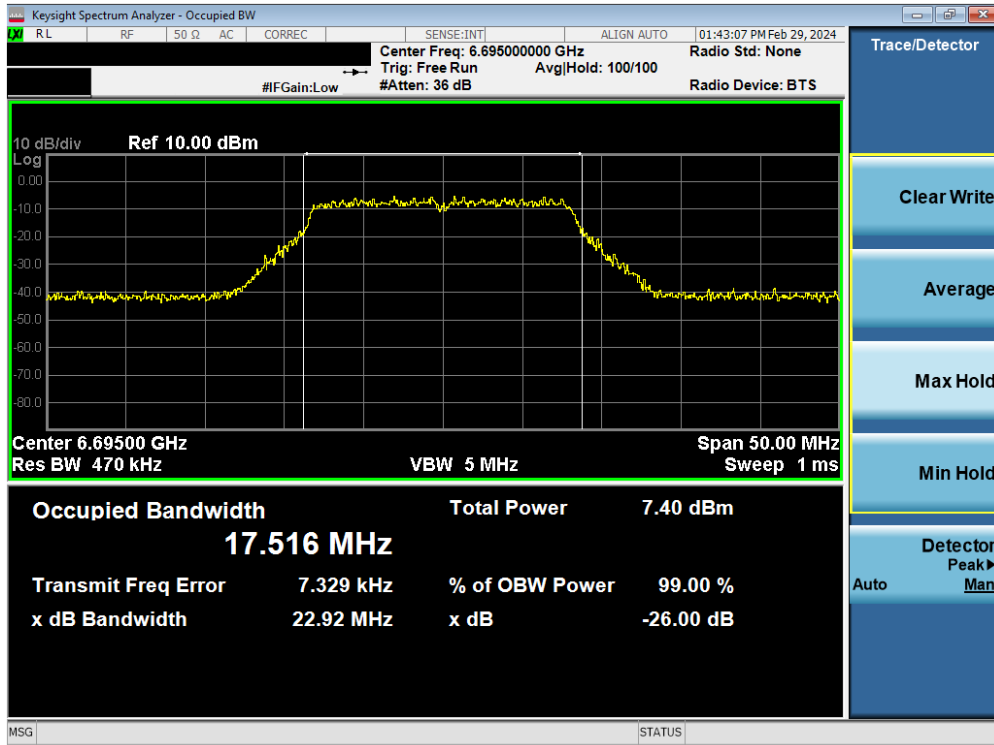 Keysight Spectrum Analyzer - Occupied BW
LXI RL RF 50 Ω AC CORREC SENSE:INT ALIGN AUTO 01:43:07 PM Feb 29, 2024
Center Freq: 6.695000000 GHz Radio Std: None
Trig: Free Run Avg|Hold: 100/100
#IFGain:Low #Atten: 36 dB Radio Device: BTS
10 dB/div Ref 10.00 dBm
Log
0.00
-10.0
-20.0
-30.0
-40.0
-50.0
-60.0
-70.0
-80.0
Center 6.69500 GHz Span 50.00 MHz
Res BW 470 kHz VBW 5 MHz Sweep 1 ms
Occupied Bandwidth Total Power 7.40 dBm
17.516 MHz
Transmit Freq Error 7.329 kHz % of OBW Power 99.00 %
x dB Bandwidth 22.92 MHz x dB -26.00 dB
MSG STATUS
Trace/Detector
Clear Write
Average
Max Hold
Min Hold
Detector
Peak▶
Auto Man